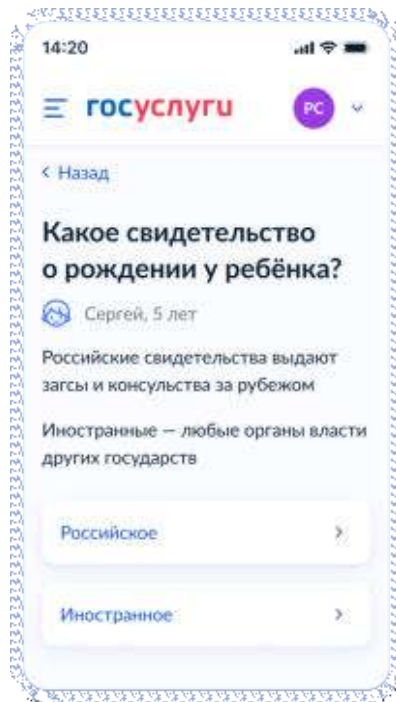 14:20
госуслуги
РС
Назад
Какое свидетельство
о рождении у ребёнка?
Сергей, 5 лет
Российские свидетельства выдают
загсы и консульства за рубежом
Иностранные — любые органы власти
других государств
Российское
Иностранное